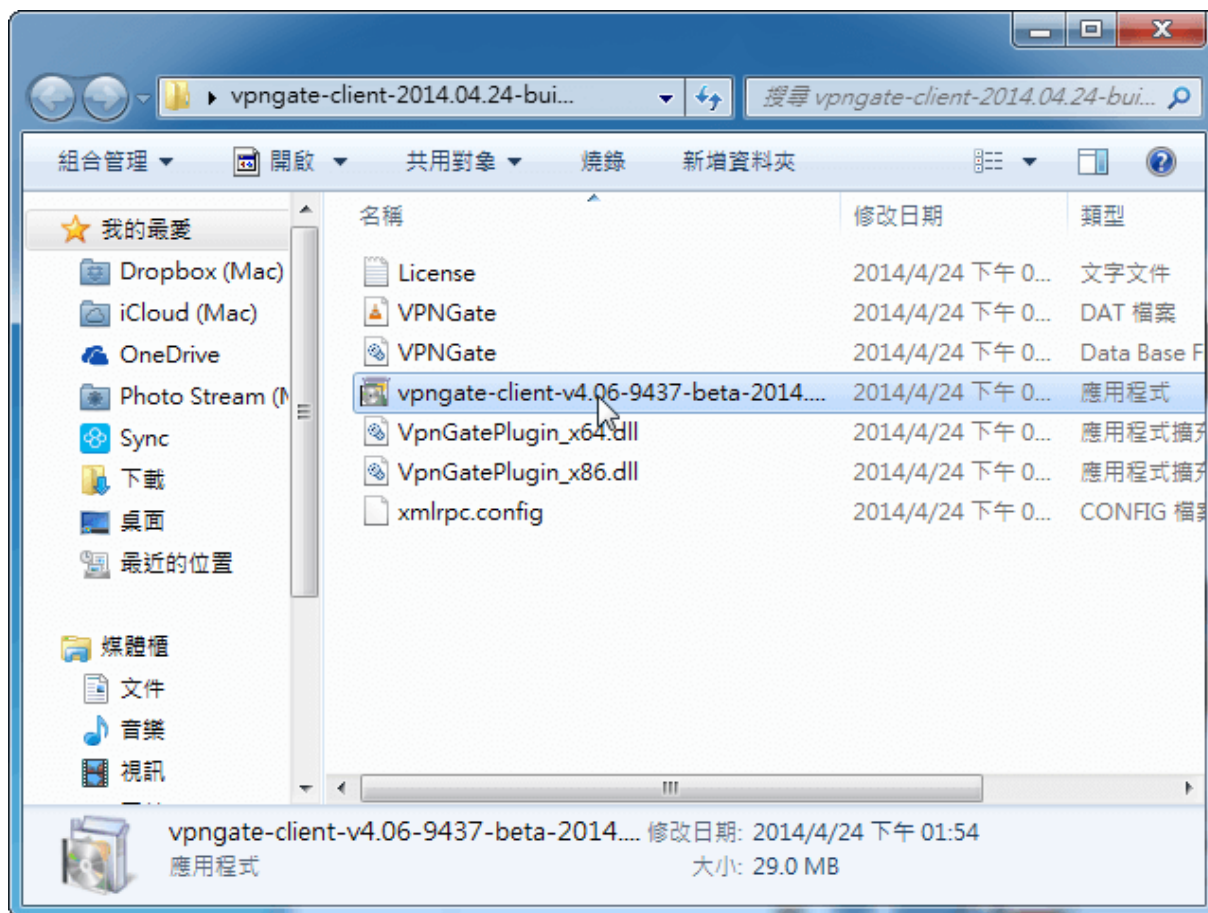 vpngate-client-2014.04.24-bui...
搜尋 vpngate-client-2014.04.24-bui...
組合管理 開啟 共用對象 燒錄 新增資料夾
我的最愛
Dropbox (Mac)
iCloud (Mac)
OneDrive
Photo Stream (M
Sync
下載
桌面
最近的位置
媒體櫃
文件
音樂
視訊
名稱 修改日期 類型
License 2014/4/24 下午 0... 文字文件
VPNGate 2014/4/24 下午 0... DAT 檔案
VPNGate 2014/4/24 下午 0... Data Base F
vpngate-client-v4.06-9437-beta-2014.... 2014/4/24 下午 0... 應用程式
VpnGatePlugin_x64.dll 2014/4/24 下午 0... 應用程式擴充
VpnGatePlugin_x86.dll 2014/4/24 下午 0... 應用程式擴充
xmlrpc.config 2014/4/24 下午 0... CONFIG 檔案
vpngate-client-v4.06-9437-beta-2014.... 修改日期: 2014/4/24 下午 01:54
應用程式 大小: 29.0 MB